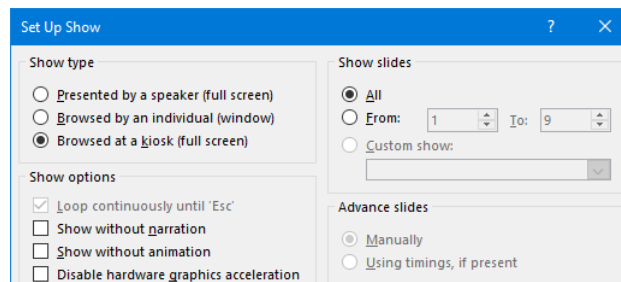 Set Up Show ? ×
Show type
Presented by a speaker (full screen)
Browsed by an individual (window)
Browsed at a kiosk (full screen)
Show options
Loop continuously until 'Esc'
Show without narration
Show without animation
Disable hardware graphics acceleration
Show slides
All
From: 1 To: 9
Custom show:
Advance slides
Manually
Using timings, if present